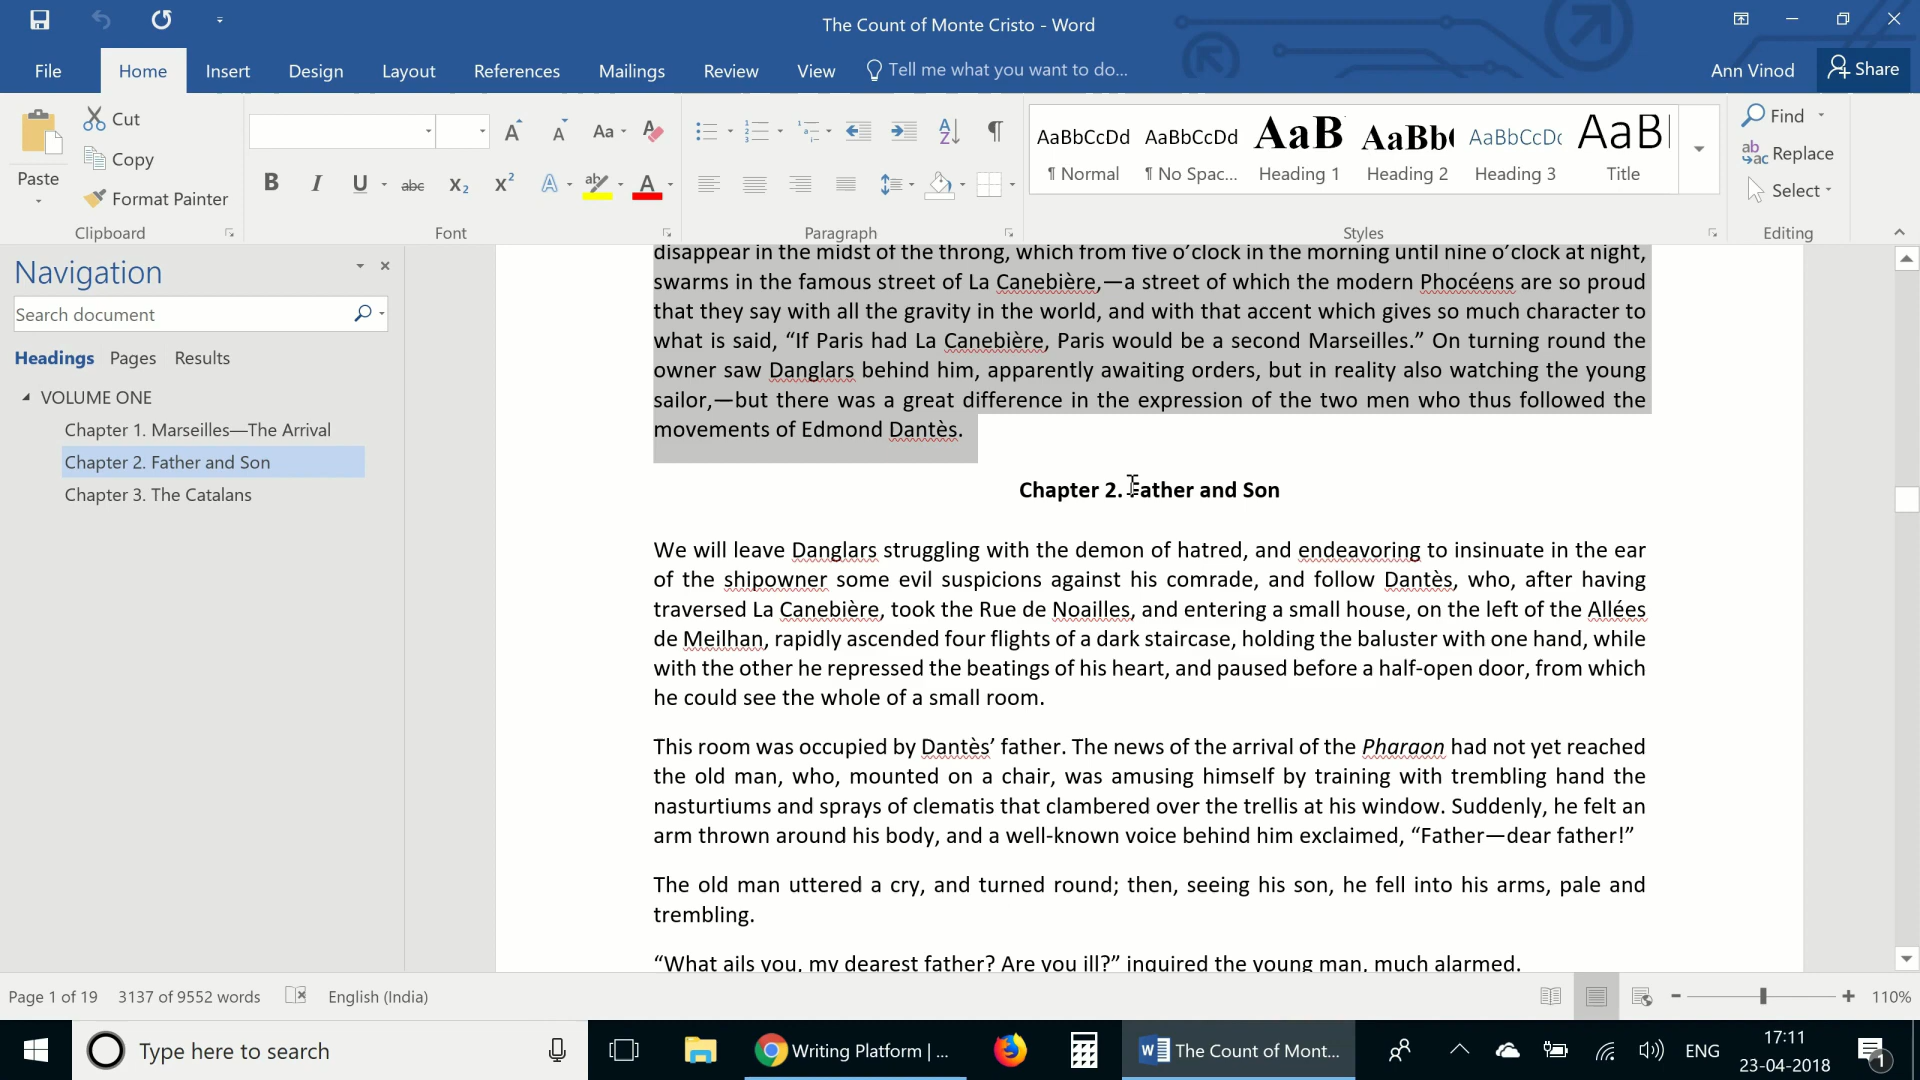 The Count of Monte Cristo - Word
File Home Insert Design Layout References Mailings Review View Tell me what you want to do... Ann Vinod Share
Paste
Cut
Copy
Format Painter
Clipboard
Aa
B I U abc X₂ X² A A
Font
Paragraph
AaBbCcDd AaBbCcDd AaB AaBb( AaBbCcDc AaB
¶ Normal ¶ No Spac... Heading 1 Heading 2 Heading 3 Title
Styles
Find
Replace
Select
Editing
Navigation
Search document
Headings Pages Results
VOLUME ONE
Chapter 1. Marseilles—The Arrival
Chapter 2. Father and Son
Chapter 3. The Catalans
disappear in the midst of the throng, which from five o’clock in the morning until nine o’clock at night,
swarms in the famous street of La Canebière,—a street of which the modern Phocéens are so proud
that they say with all the gravity in the world, and with that accent which gives so much character to
what is said, “If Paris had La Canebière, Paris would be a second Marseilles.” On turning round the
owner saw Danglars behind him, apparently awaiting orders, but in reality also watching the young
sailor,—but there was a great difference in the expression of the two men who thus followed the
movements of Edmond Dantès.
Chapter 2. Father and Son
We will leave Danglars struggling with the demon of hatred, and endeavoring to insinuate in the ear
of the shipowner some evil suspicions against his comrade, and follow Dantès, who, after having
traversed La Canebière, took the Rue de Noailles, and entering a small house, on the left of the Allées
de Meilhan, rapidly ascended four flights of a dark staircase, holding the baluster with one hand, while
with the other he repressed the beatings of his heart, and paused before a half-open door, from which
he could see the whole of a small room.
This room was occupied by Dantès’ father. The news of the arrival of the Pharaon had not yet reached
the old man, who, mounted on a chair, was amusing himself by training with trembling hand the
nasturtiums and sprays of clematis that clambered over the trellis at his window. Suddenly, he felt an
arm thrown around his body, and a well-known voice behind him exclaimed, “Father—dear father!”
The old man uttered a cry, and turned round; then, seeing his son, he fell into his arms, pale and
trembling.
“What ails you, my dearest father? Are you ill?” inquired the young man, much alarmed.
Page 1 of 19 3137 of 9552 words English (India) 110%
Type here to search
Writing Platform | ...
The Count of Mont...
ENG
17:11
23-04-2018
1